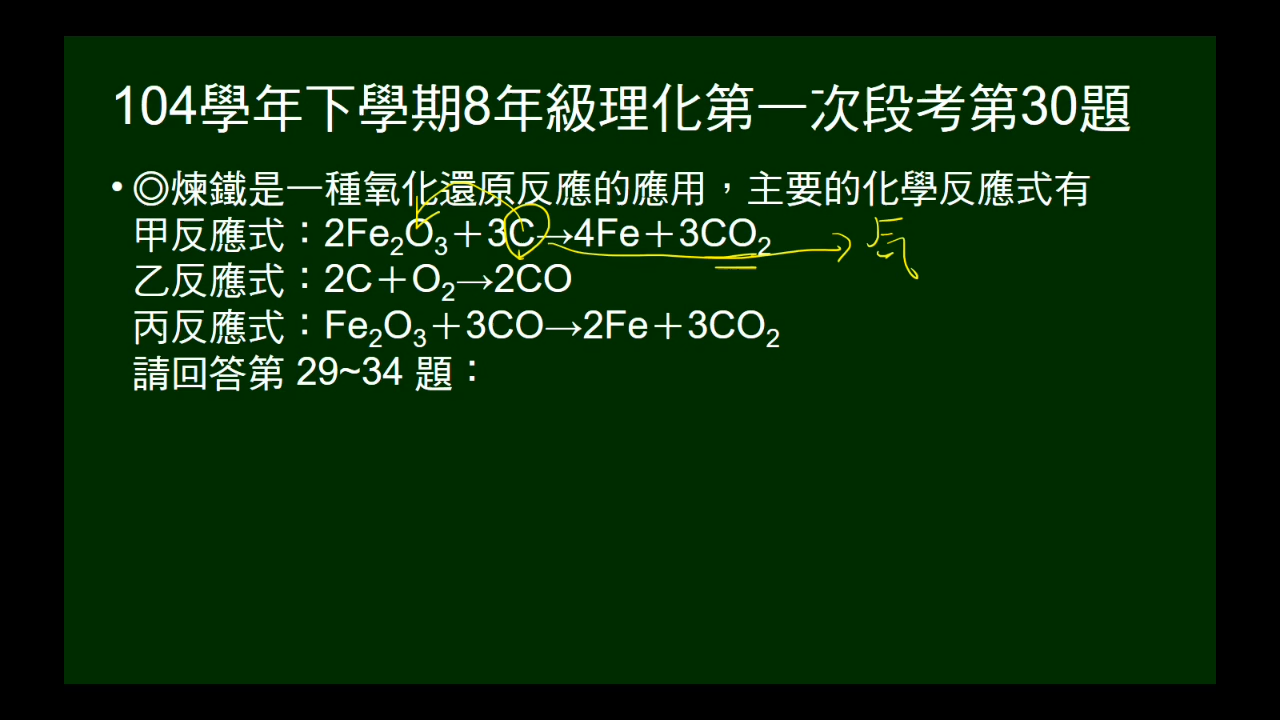 104學年下學期8年級理化第一次段考第30題
• ◎煉鐵是一種氧化還原反應的應用，主要的化學反應式有
甲反應式：2Fe₂O₃＋3C→4Fe＋3CO₂
乙反應式：2C＋O₂→2CO
丙反應式：Fe₂O₃＋3CO→2Fe＋3CO₂
請回答第 29~34 題：